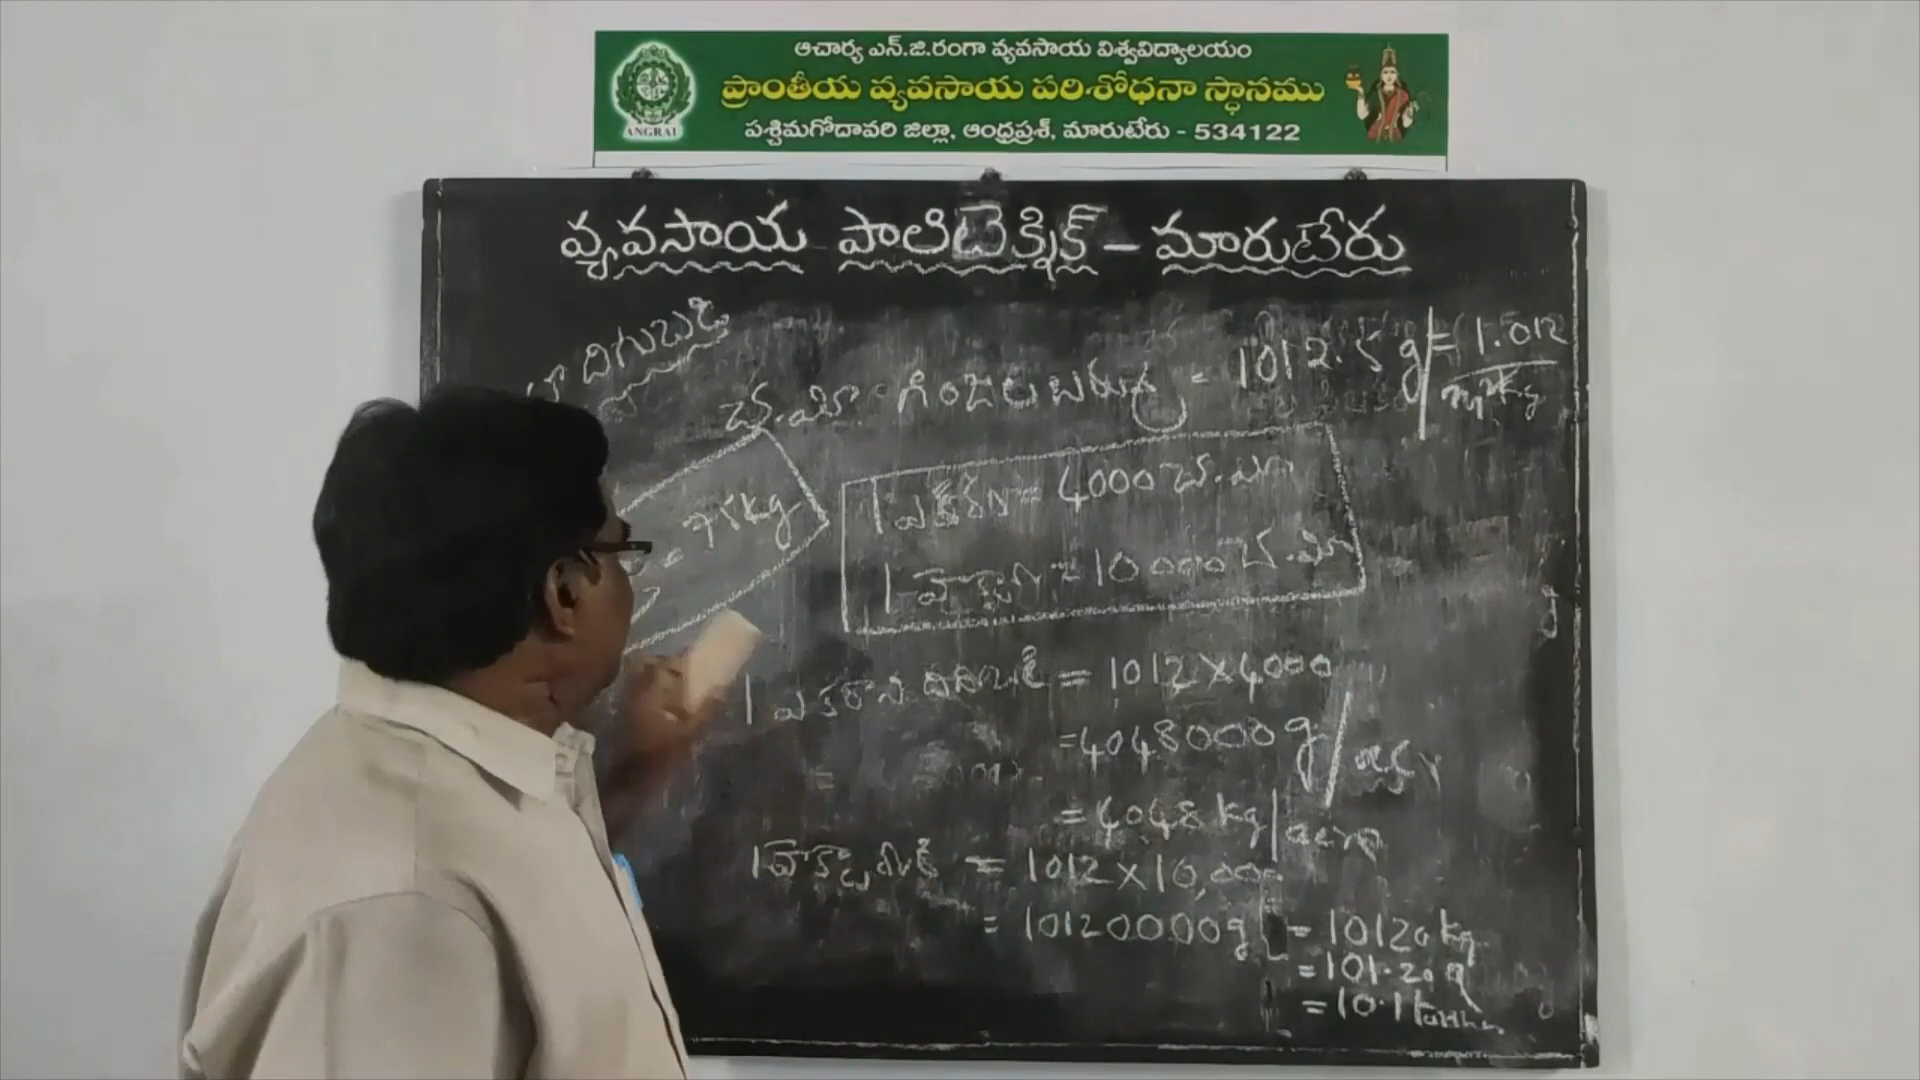 ఆచార్య ఎన్.జి.రంగా వ్యవసాయ విశ్వవిద్యాలయం
ప్రాంతీయ వ్యవసాయ పరిశోధనా స్థానము
పశ్చిమగోదావరి జిల్లా, ఆంధ్రప్రదేశ్, మారుటేరు - 534122
ANGRAU
వ్యవసాయ పాలిటెక్నిక్ – మారుటేరు
దిగుబడి
చ.మీ గింజల బరువు = 1012.5 g = 1.012
= 75 kg
1 ఎకరం = 4000 చ.మీ
1 హెక్టారు = 10000 చ.మీ
1 ఎకరాని దిగుబడి = 1012 × 4000
= 4048000 g/
= 4048 kg/acre
1 హెక్టారుకి = 1012 × 10,000
= 10120000 g = 10120 kg
= 101.20 q
= 10.1